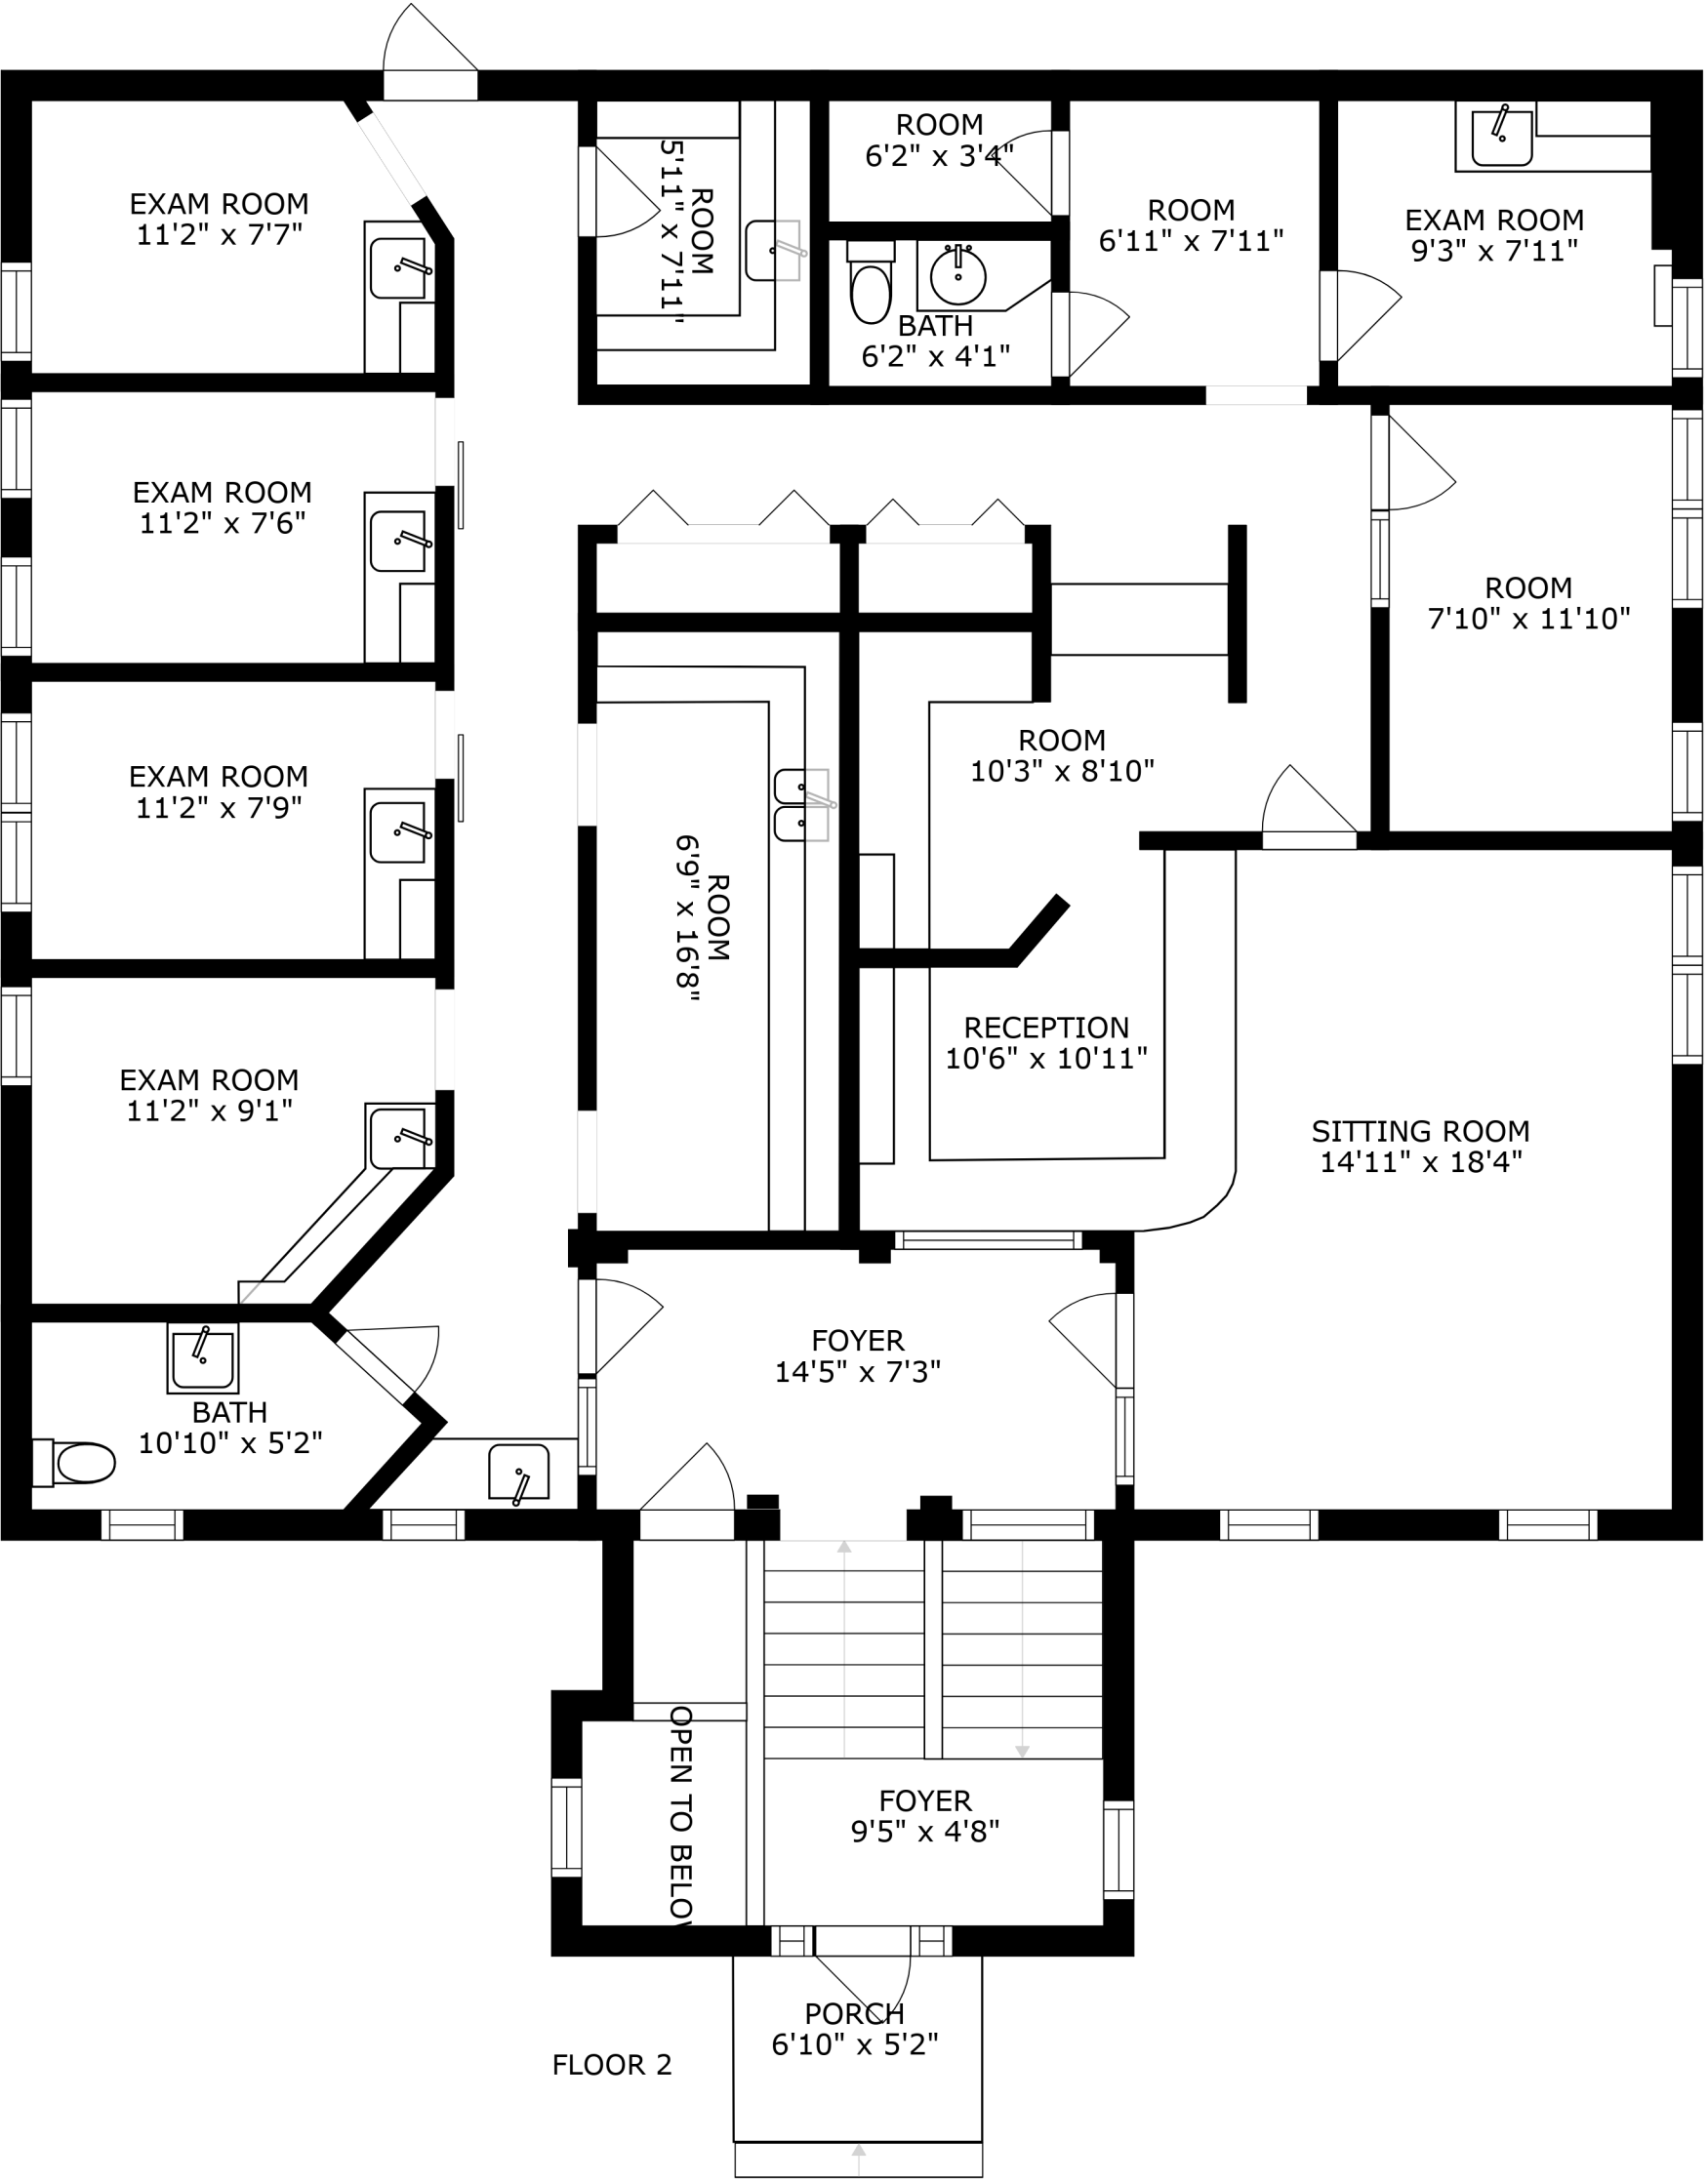 EXAM ROOM
11'2" x 7'7"
ROOM
5'11" x 7'11"
ROOM
6'2" x 3'4"
ROOM
6'11" x 7'11"
EXAM ROOM
9'3" x 7'11"
BATH
6'2" x 4'1"
EXAM ROOM
11'2" x 7'6"
ROOM
7'10" x 11'10"
EXAM ROOM
11'2" x 7'9"
ROOM
10'3" x 8'10"
ROOM
6'9" x 16'8"
EXAM ROOM
11'2" x 9'1"
RECEPTION
10'6" x 10'11"
SITTING ROOM
14'11" x 18'4"
FOYER
14'5" x 7'3"
BATH
10'10" x 5'2"
OPEN TO BELOW
FOYER
9'5" x 4'8"
PORCH
6'10" x 5'2"
FLOOR 2